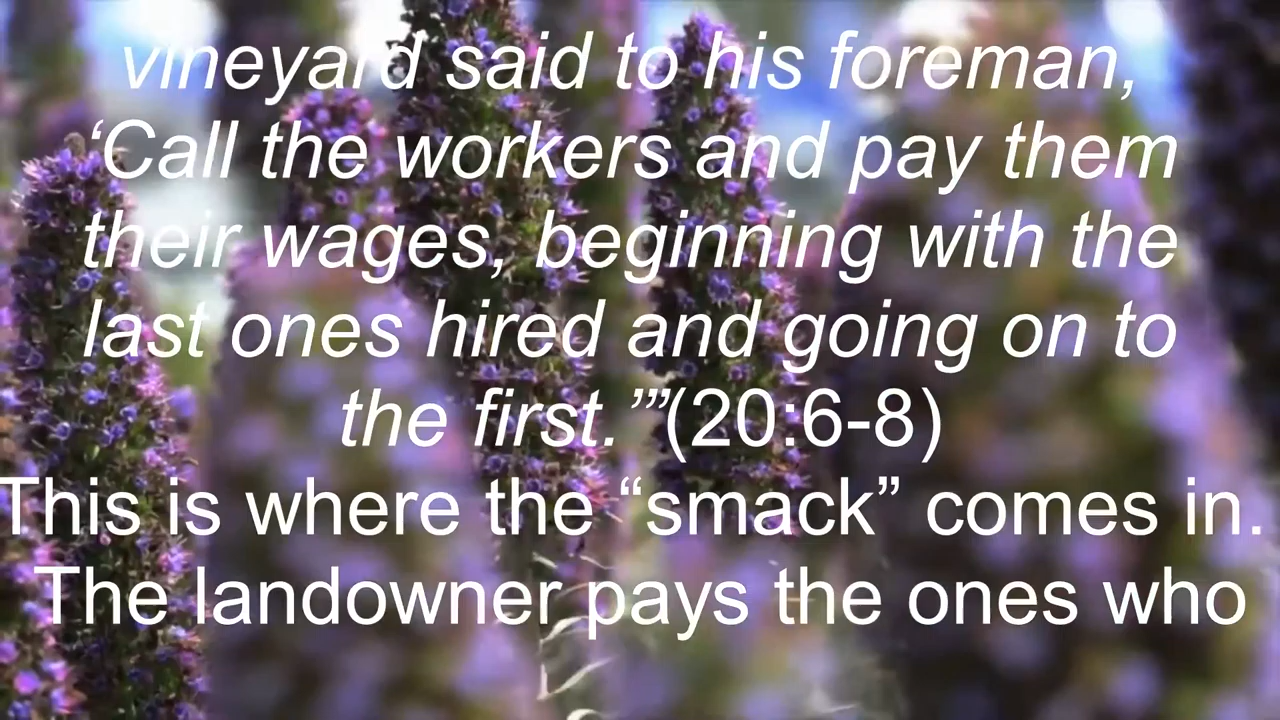 vineyard said to his foreman,
‘Call the workers and pay them
their wages, beginning with the
last ones hired and going on to
the first.’”(20:6-8)
This is where the “smack” comes in.
The landowner pays the ones who